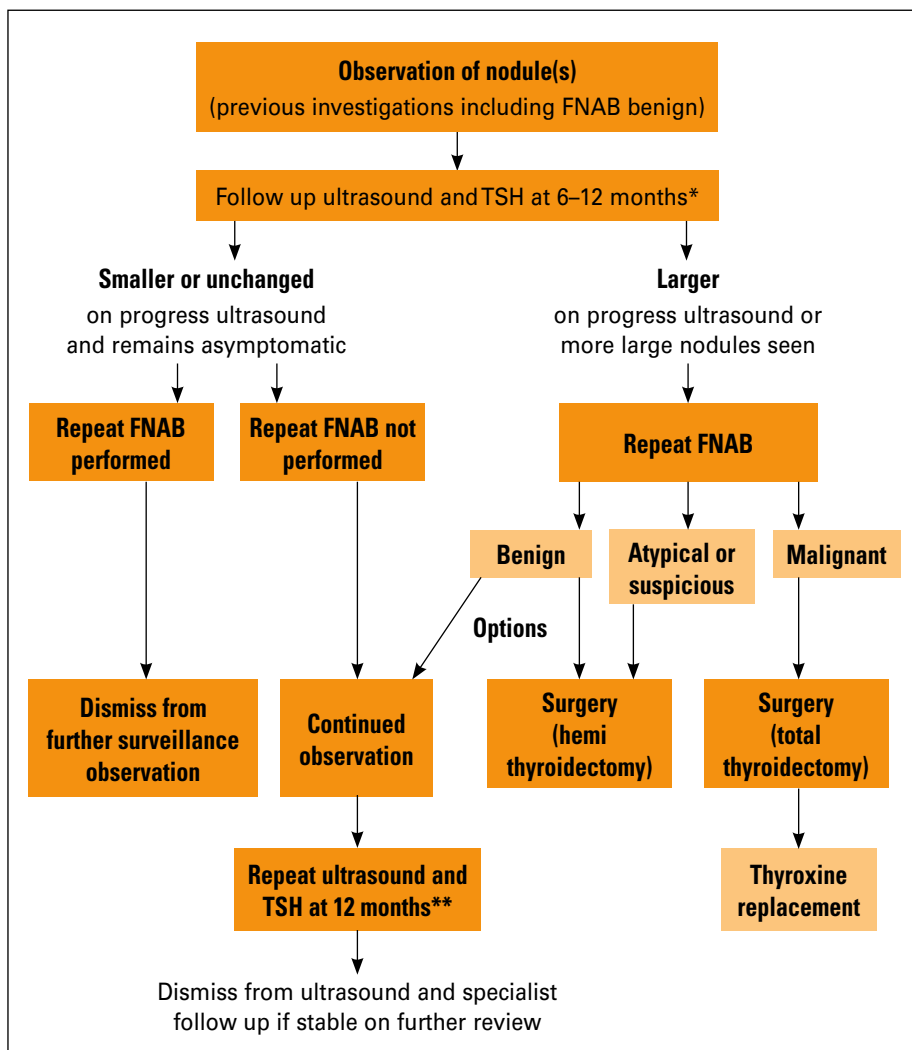 Observation of nodule(s)
(previous investigations including FNAB benign)
Follow up ultrasound and TSH at 6–12 months*
Smaller or unchanged
on progress ultrasound
and remains asymptomatic
Larger
on progress ultrasound or
more large nodules seen
Repeat FNAB
performed
Repeat FNAB not
performed
Repeat FNAB
Benign
Atypical or
suspicious
Malignant
Options
Dismiss from
further surveillance
observation
Continued
observation
Surgery
(hemi
thyroidectomy)
Surgery
(total
thyroidectomy)
Repeat ultrasound and
TSH at 12 months**
Thyroxine
replacement
Dismiss from ultrasound and specialist
follow up if stable on further review